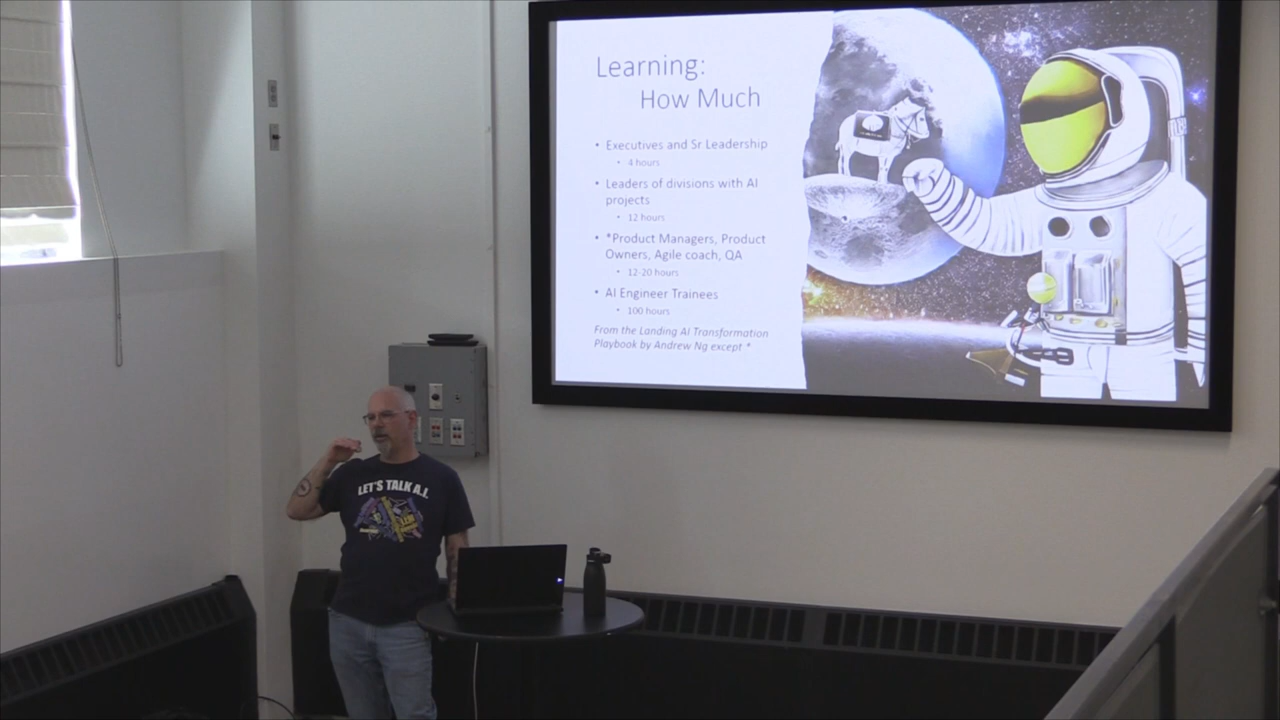 Learning:
How Much
• Executives and Sr Leadership
• 4 hours
• Leaders of divisions with AI
projects
• 12 hours
• *Product Managers, Product
Owners, Agile coach, QA
• 12-20 hours
• AI Engineer Trainees
• 100 hours
From the Landing AI Transformation
Playbook by Andrew Ng except *
LET'S TALK A.I.